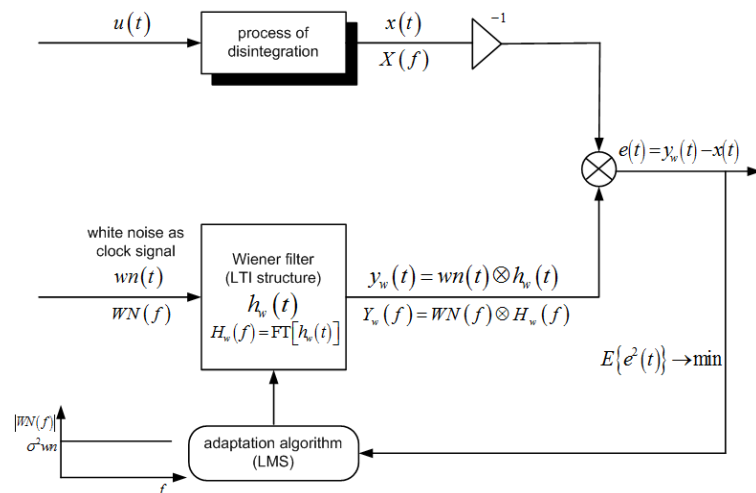 u(t)
process of
disintegration
x(t)
X(f)
-1
e(t)=y_w(t)-x(t)
white noise as
clock signal
wn(t)
WN(f)
Wiener filter
(LTI structure)
h_w(t)
H_w(f)=FT[h_w(t)]
y_w(t)=wn(t)⊗h_w(t)
Y_w(f)=WN(f)⊗H_w(f)
E{e²(t)}→min
|WN(f)|
σ²wn
f
adaptation algorithm
(LMS)